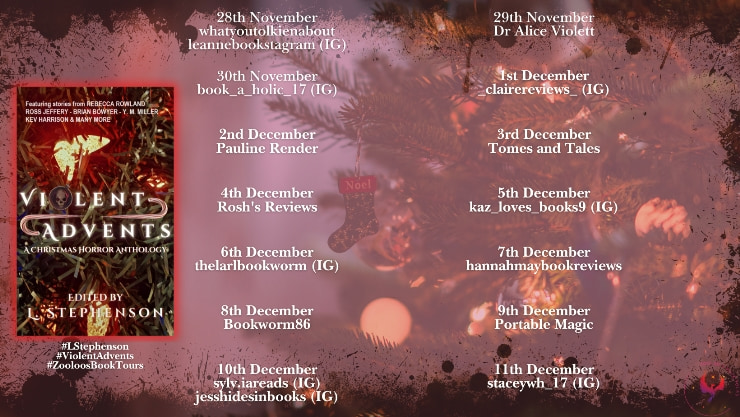 28th November
whatyoutolkienabout
leannebookstagram (IG)
29th November
Dr Alice Violett
30th November
book_a_holic_17 (IG)
1st December
_clairereviews_ (IG)
2nd December
Pauline Render
3rd December
Tomes and Tales
4th December
Rosh's Reviews
5th December
kaz_loves_books9 (IG)
6th December
thelarlbookworm (IG)
7th December
hannahmaybookreviews
8th December
Bookworm86
9th December
Portable Magic
10th December
sylv.iareads (IG)
jesshidesinbooks (IG)
11th December
staceywh_17 (IG)
Featuring stories from REBECCA ROWLAND
ROSS JEFFERY - BRIAN BOWYER - Y. M. MILLER -
KEV HARRISON & MANY MORE
VIOLENT
ADVENTS
A CHRISTMAS HORROR ANTHOLOGY
EDITED BY
L. STEPHENSON
#LStephenson
#ViolentAdvents
#ZooloosBookTours
Noel